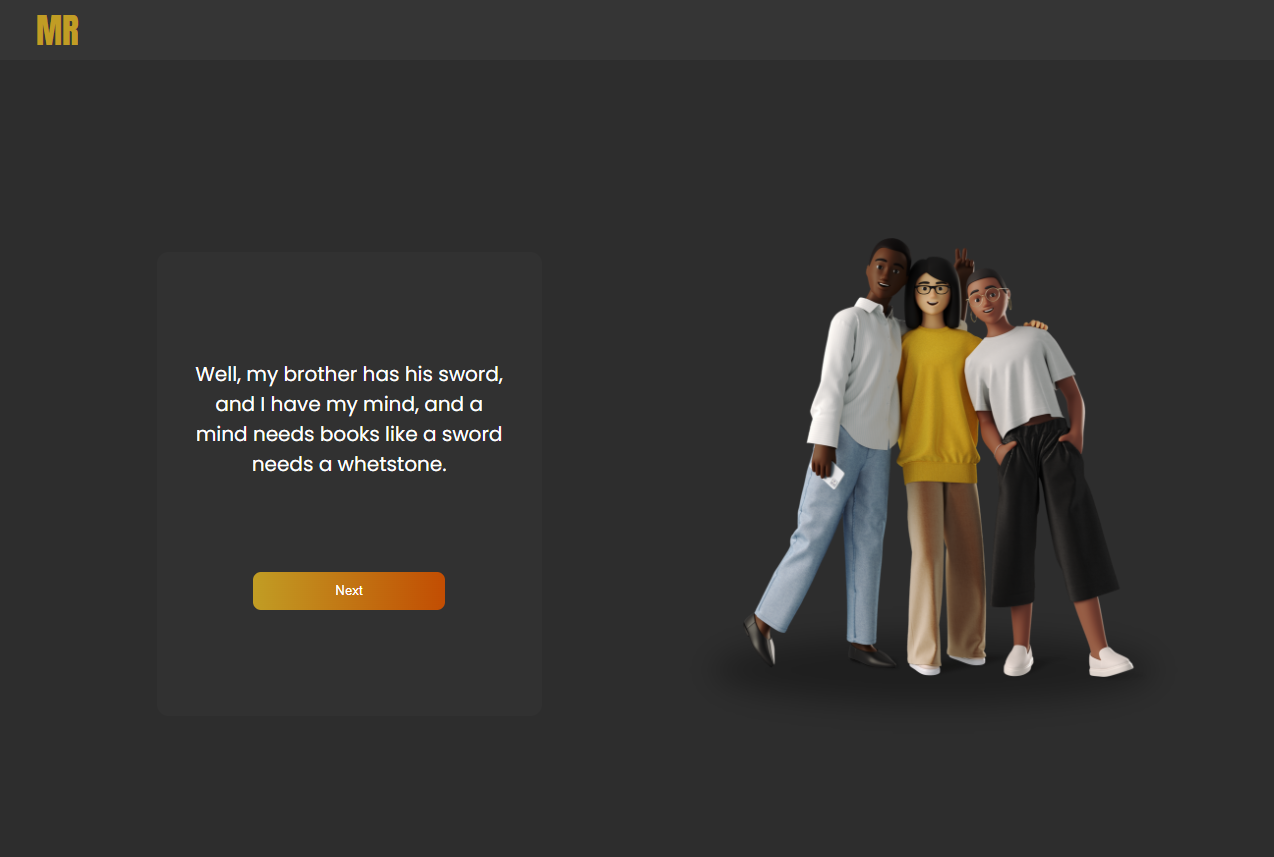 MR
Well, my brother has his sword,
and I have my mind, and a
mind needs books like a sword
needs a whetstone.
Next